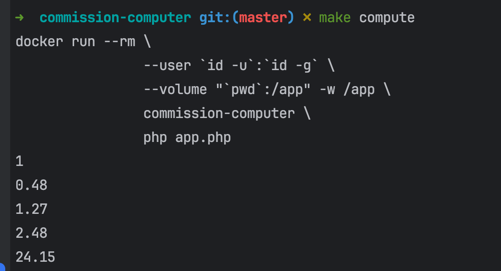 ➜ commission-computer git:(master) ✗ make compute
docker run --rm \
--user `id -u`:`id -g` \
--volume "`pwd`:/app" -w /app \
commission-computer \
php app.php
1
0.48
1.27
2.48
24.15